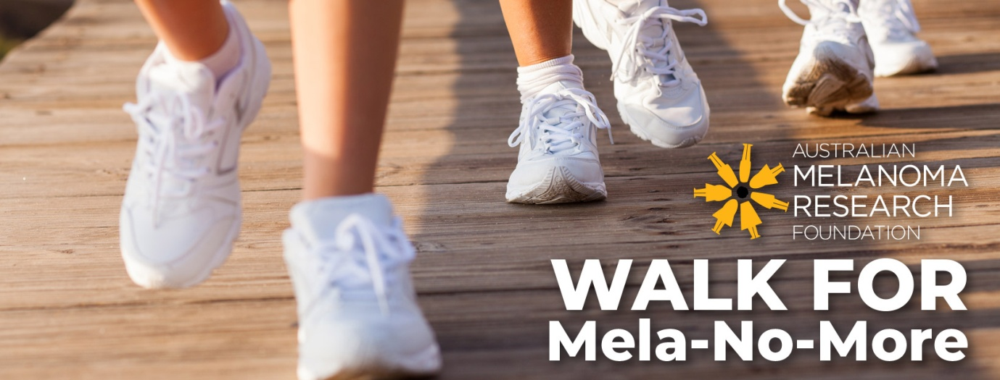 AUSTRALIAN
MELANOMA
RESEARCH
FOUNDATION
WALK FOR
Mela-No-More